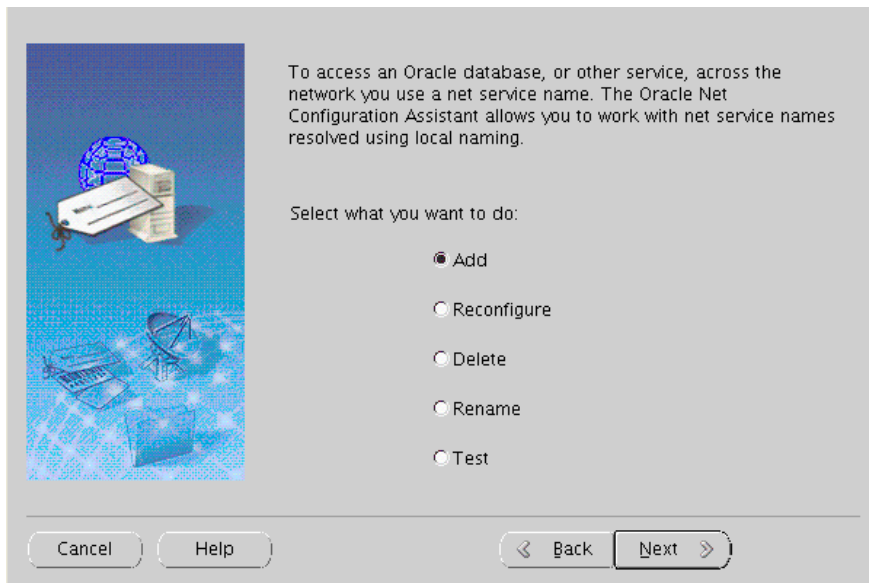 To access an Oracle database, or other service, across the
network you use a net service name. The Oracle Net
Configuration Assistant allows you to work with net service names
resolved using local naming.
Select what you want to do:
Add
Reconfigure
Delete
Rename
Test
Cancel
Help
Back
Next